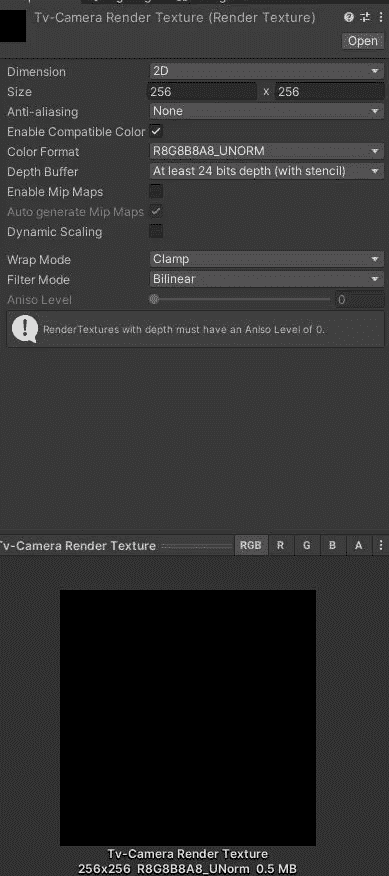 Tv-Camera Render Texture (Render Texture)
Open
Dimension 2D
Size 256 x 256
Anti-aliasing None
Enable Compatible Color
Color Format R8G8B8A8_UNORM
Depth Buffer At least 24 bits depth (with stencil)
Enable Mip Maps
Auto generate Mip Maps
Dynamic Scaling
Wrap Mode Clamp
Filter Mode Bilinear
Aniso Level 0
RenderTextures with depth must have an Aniso Level of 0.
Tv-Camera Render Texture RGB R G B A
Tv-Camera Render Texture
256x256 R8G8B8A8_UNorm 0.5 MB